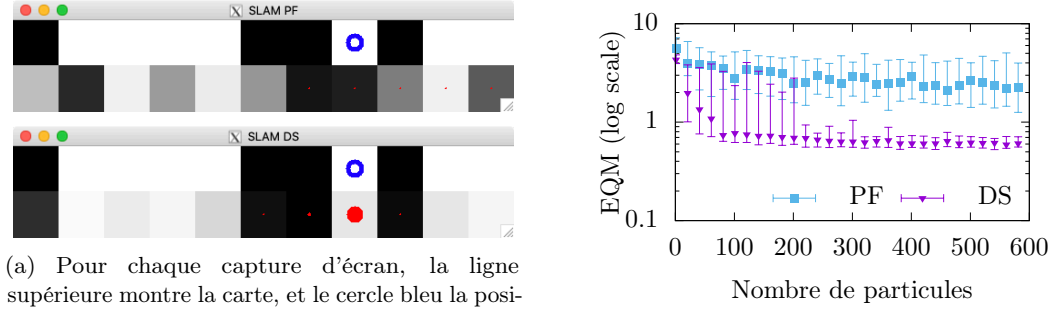 SLAM PF
SLAM DS
(a) Pour chaque capture d'écran, la ligne
supérieure montre la carte, et le cercle bleu la posi-
EQM (log scale)
10
1
0.1
PF
DS
0 100 200 300 400 500 600
Nombre de particules